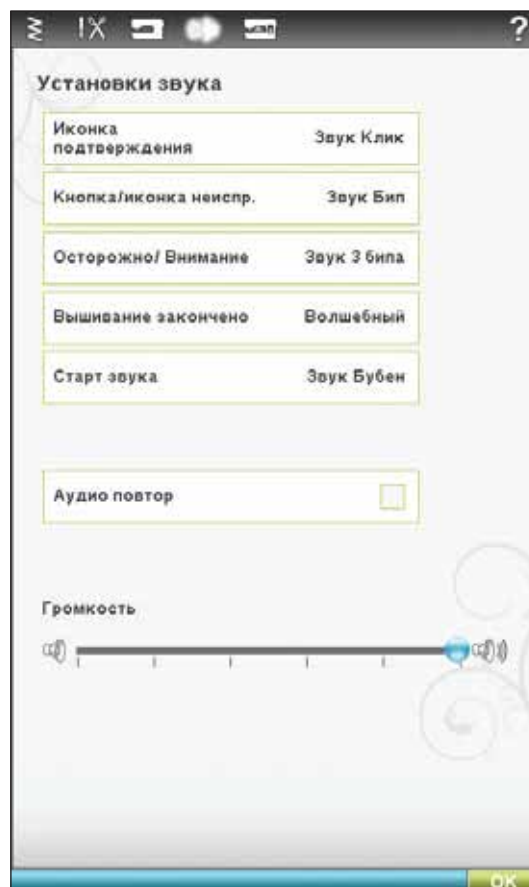 ?
Установки звука
Иконка
подтверждения
Звук Клик
Кнопка/иконка неиспр.
Звук Бип
Осторожно/ Внимание
Звук 3 бипа
Вышивание закончено
Волшебный
Старт звука
Звук Бубен
Аудио повтор
Громкость
OK